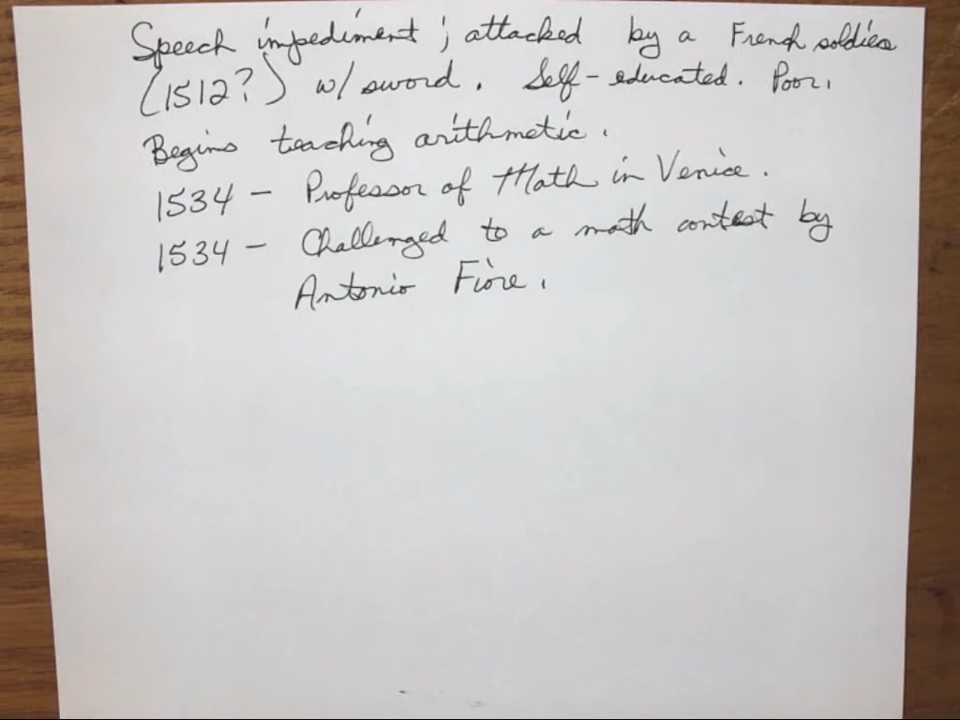 Speech impediment; attacked by a French soldier
(1512?) w/ sword. Self-educated. Poor.
Begins teaching arithmetic.
1534 - Professor of Math in Venice.
1534 - Challenged to a math contest by
Antonio Fiore.